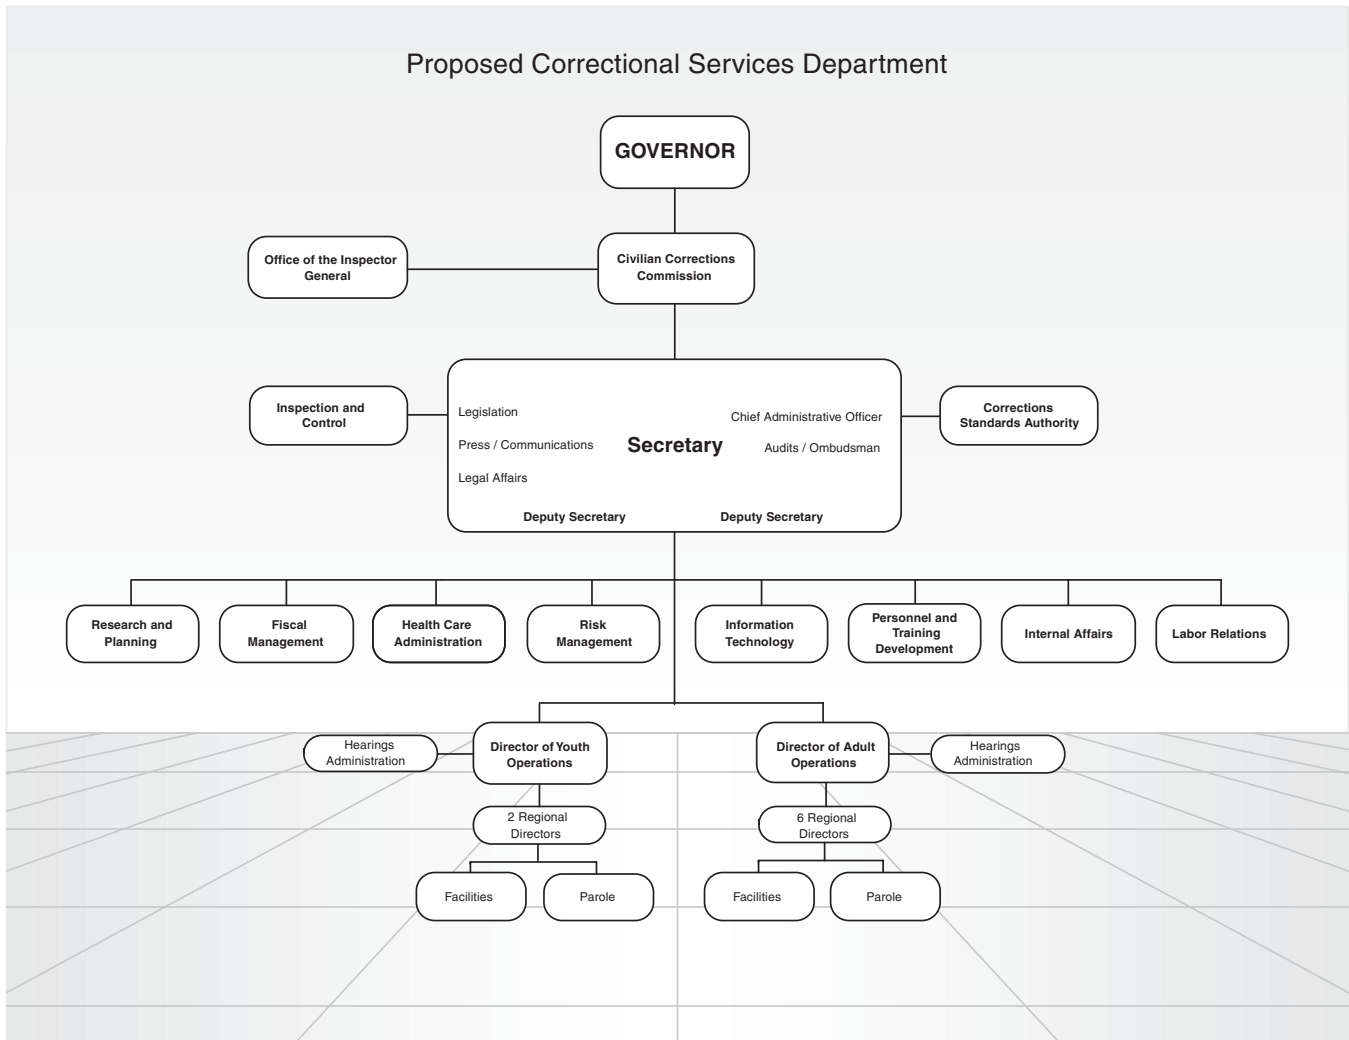 Proposed Correctional Services Department
GOVERNOR
Office of the Inspector
General
Civilian Corrections
Commission
Inspection and
Control
Legislation
Press / Communications
Legal Affairs
Secretary
Chief Administrative Officer
Audits / Ombudsman
Deputy Secretary
Deputy Secretary
Corrections
Standards Authority
Research and
Planning
Fiscal
Management
Health Care
Administration
Risk
Management
Information
Technology
Personnel and
Training
Development
Internal Affairs
Labor Relations
Hearings
Administration
Director of Youth
Operations
Director of Adult
Operations
Hearings
Administration
2 Regional
Directors
6 Regional
Directors
Facilities
Parole
Facilities
Parole